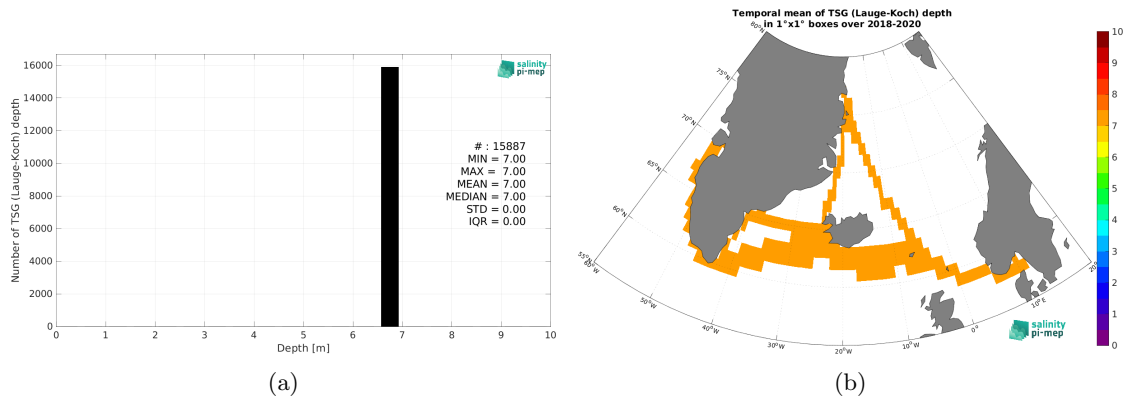 Number of TSG (Lauge-Koch) depth
16000
14000
12000
10000
8000
6000
4000
2000
0
0 1 2 3 4 5 6 7 8 9 10
Depth [m]
salinity
pi-mep
# : 15887
MIN = 7.00
MAX = 7.00
MEAN = 7.00
MEDIAN = 7.00
STD = 0.00
IQR = 0.00
(a)
Temporal mean of TSG (Lauge-Koch) depth
in 1°x1° boxes over 2018-2020
80°N
75°N
70°N
65°N
60°N
55°N
60°W
50°W
40°W
30°W
20°W
10°W
0°
10°E
20°
salinity
pi-mep
10
9
8
7
6
5
4
3
2
1
0
(b)